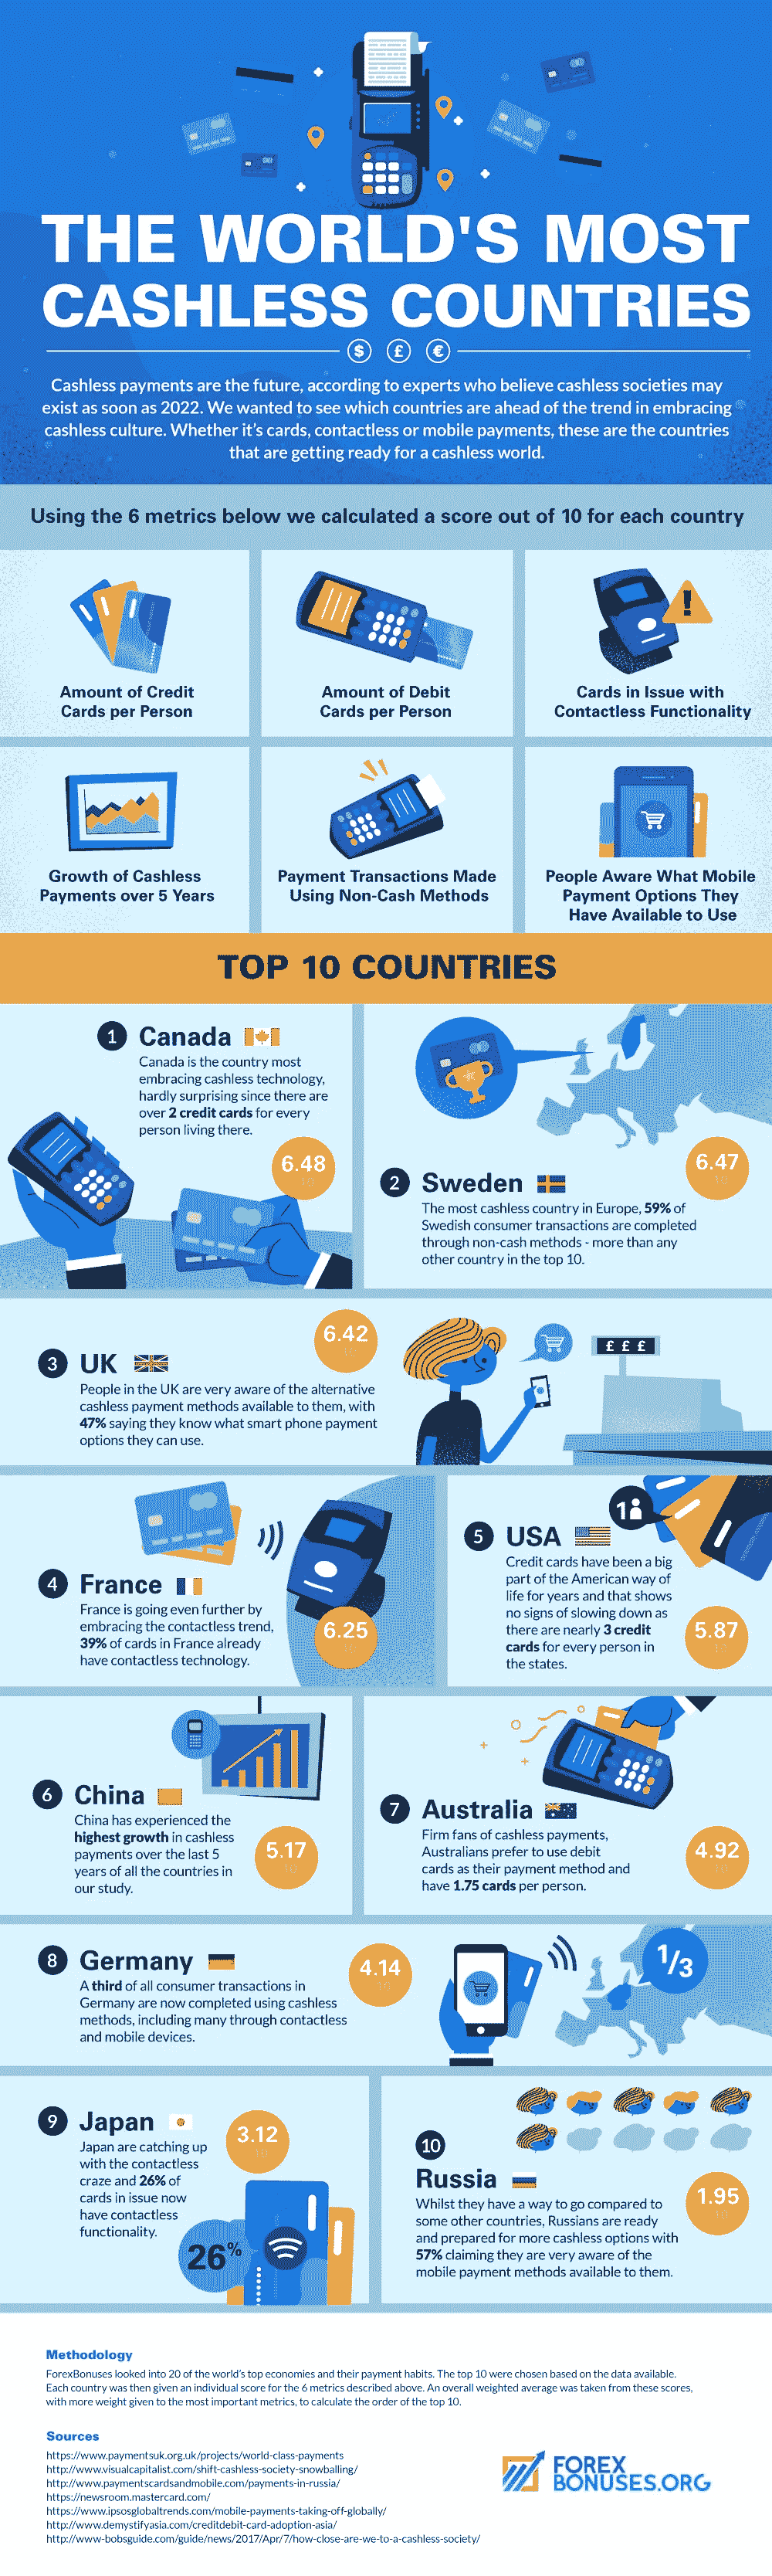 THE WORLD'S MOST
CASHLESS COUNTRIES
$ £ €
Cashless payments are the future, according to experts who believe cashless societies may
exist as soon as 2022. We wanted to see which countries are ahead of the trend in embracing
cashless culture. Whether it's cards, contactless or mobile payments, these are the countries
that are getting ready for a cashless world.
Using the 6 metrics below we calculated a score out of 10 for each country
Amount of Credit
Cards per Person
Amount of Debit
Cards per Person
Cards in Issue with
Contactless Functionality
Growth of Cashless
Payments over 5 Years
Payment Transactions Made
Using Non-Cash Methods
People Aware What Mobile
Payment Options They
Have Available to Use
TOP 10 COUNTRIES
1 Canada
Canada is the country most
embracing cashless technology,
hardly surprising since there are
over 2 credit cards for every
person living there.
6.48
10
2 Sweden
6.47
10
The most cashless country in Europe, 59% of
Swedish consumer transactions are completed
through non-cash methods - more than any
other country in the top 10.
3 UK
6.42
10
People in the UK are very aware of the alternative
cashless payment methods available to them, with
47% saying they know what smart phone payment
options they can use.
£ £ £
4 France
France is going even further by
embracing the contactless trend,
39% of cards in France already
have contactless technology.
6.25
10
1
5 USA
Credit cards have been a big
part of the American way of
life for years and that shows
no signs of slowing down as
there are nearly 3 credit
cards for every person in
the states.
5.87
10
6 China
China has experienced the
highest growth in cashless
payments over the last 5
years of all the countries in
our study.
5.17
10
7 Australia
Firm fans of cashless payments,
Australians prefer to use debit
cards as their payment method and
have 1.75 cards per person.
4.92
10
8 Germany
4.14
10
A third of all consumer transactions in
Germany are now completed using cashless
methods, including many through contactless
and mobile devices.
1/3
9 Japan
3.12
10
Japan are catching up
with the contactless
craze and 26% of
cards in issue now
have contactless
functionality.
26%
10
Russia
1.95
10
Whilst they have a way to go compared to
some other countries, Russians are ready
and prepared for more cashless options with
57% claiming they are very aware of the
mobile payment methods available to them.
Methodology
ForexBonuses looked into 20 of the world's top economies and their payment habits. The top 10 were chosen based on the data available.
Each country was then given an individual score for the 6 metrics described above. An overall weighted average was taken from these scores,
with more weight given to the most important metrics, to calculate the order of the top 10.
Sources
https://www.paymentsuk.org.uk/projects/world-class-payments
http://www.visualcapitalist.com/shift-cashless-society-snowballing/
http://www.paymentscardsandmobile.com/payments-in-russia/
https://newsroom.mastercard.com/
https://www.ipsosglobaltrends.com/mobile-payments-taking-off-globally/
http://www.demystifyasia.com/creditdebit-card-adoption-asia/
http://www-bobsguide.com/guide/news/2017/Apr/7/how-close-are-we-to-a-cashless-society/
FOREX
BONUSES.ORG